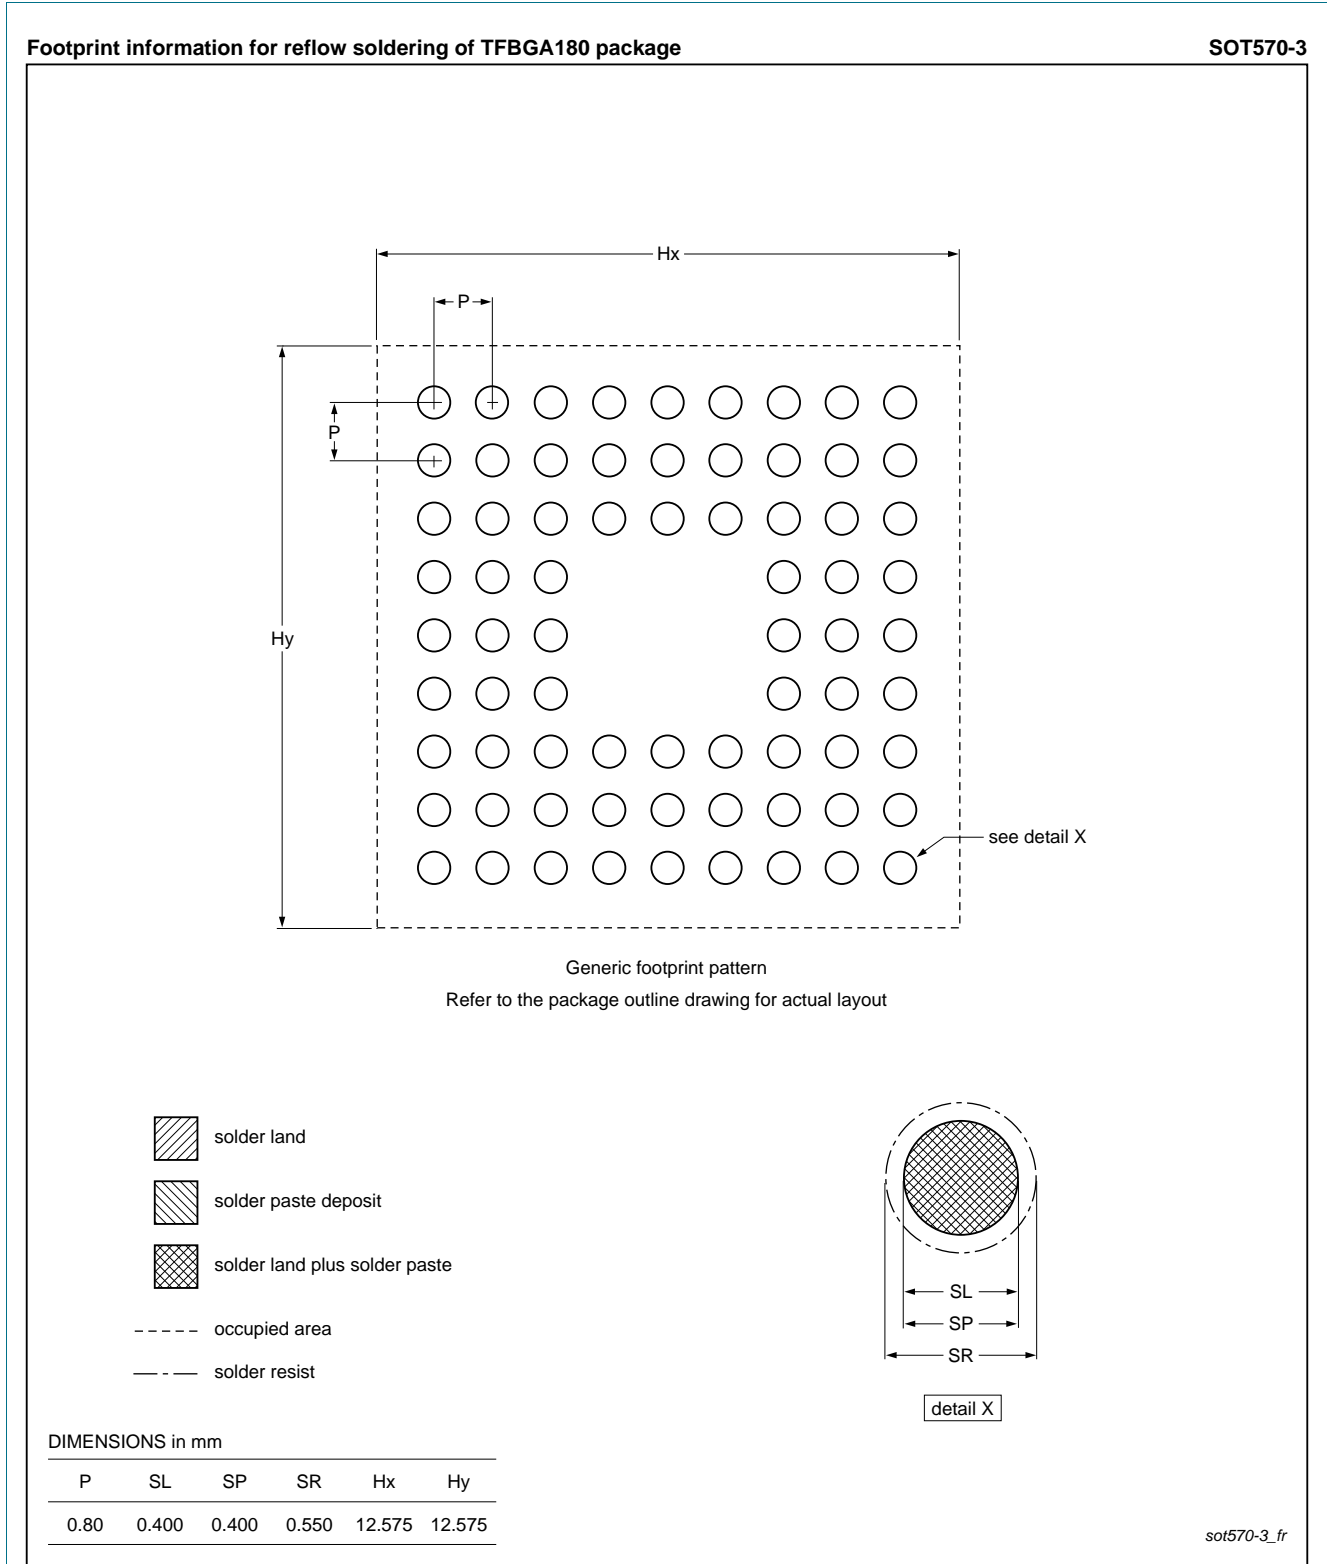 Footprint information for reflow soldering of TFBGA180 package SOT570-3
Hx
P
P
Hy
see detail X
Generic footprint pattern
Refer to the package outline drawing for actual layout
solder land
solder paste deposit
solder land plus solder paste
occupied area
solder resist
SL
SP
SR
detail X
DIMENSIONS in mm
P SL SP SR Hx Hy
0.80 0.400 0.400 0.550 12.575 12.575
sot570-3_fr